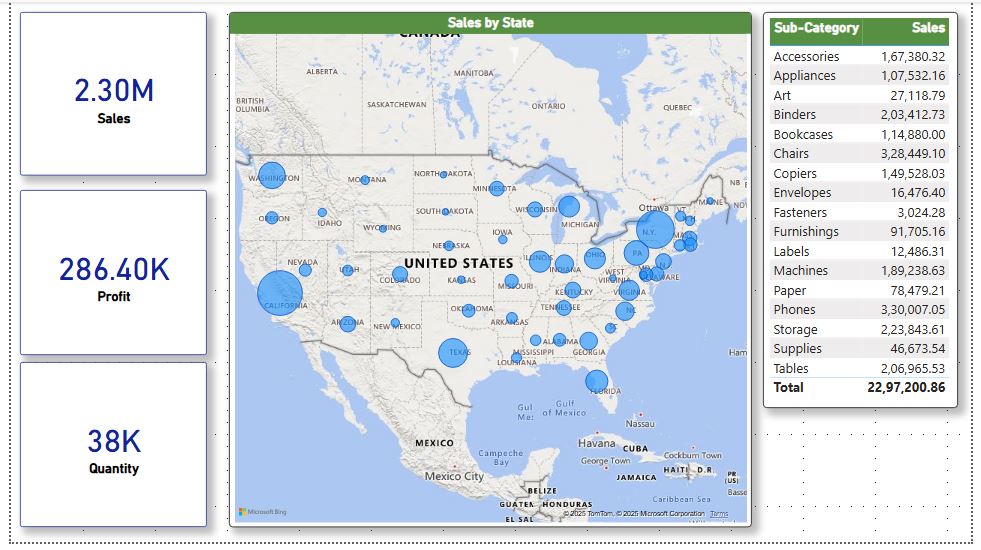 2.30M
Sales
286.40K
Profit
38K
Quantity
Sales by State
CANADA
ALBERTA
MANITOBA
BRITISH
SASKATCHEWAN
ONTARIO
QUEBEC
WASHINGTON
MONTANA
NORTH DAKOTA
MINNESOTA
Ottawa
MAINE
NB
OREGON
IDAHO
SOUTH DAKOTA
WISCONSIN
MICHIGAN
WYOMING
N.Y.
IOWA
NEBRASKA
NEVADA
UTAH
UNITED STATES
ILLINOIS
INDIANA
OHIO
PA
COLORADO
KANSAS
MISSOURI
WEST
VIRGINIA
DELAWARE
CALIFORNIA
KENTUCKY
VIRGINIA
ARIZONA
NEW MEXICO
OKLAHOMA
ARKANSAS
TENNESSEE
NC
SC
TEXAS
MISSISSIPPI
ALABAMA
GEORGIA
LOUISIANA
FLORIDA
Gulf
of Mexico
Nassau
MEXICO
Havana
CUBA
Campeche
Bay
George Town
Cockburn Town
Mexico City
JAMAICA
HAITI
D.R.
PR
(US)
BELIZE
Caribbean Sea
HONDURAS
EL SAL
Microsoft Bing
© 2025 TomTom, © 2025 Microsoft Corporation Terms
Sub-Category Sales
Accessories 1,67,380.32
Appliances 1,07,532.16
Art 27,118.79
Binders 2,03,412.73
Bookcases 1,14,880.00
Chairs 3,28,449.10
Copiers 1,49,528.03
Envelopes 16,476.40
Fasteners 3,024.28
Furnishings 91,705.16
Labels 12,486.31
Machines 1,89,238.63
Paper 78,479.21
Phones 3,30,007.05
Storage 2,23,843.61
Supplies 46,673.54
Tables 2,06,965.53
Total 22,97,200.86